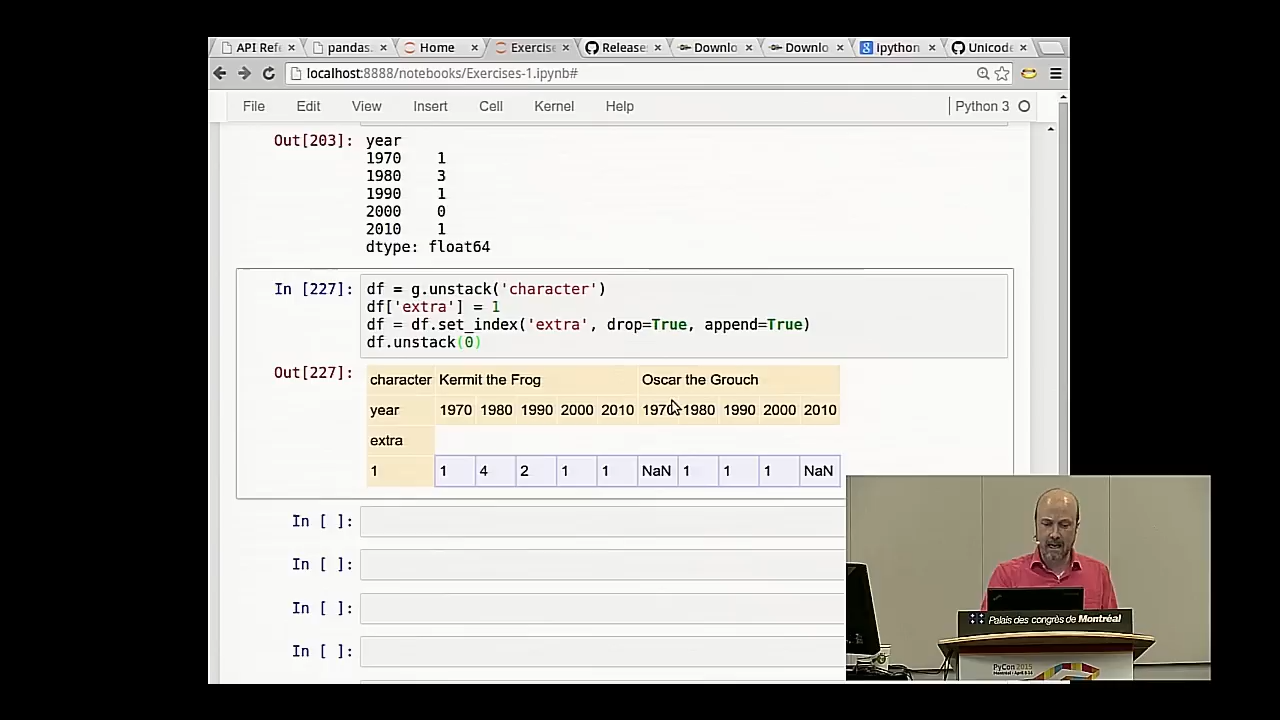 API Refe pandas. Home Exercise Release Downlo Downlo ipython Unicode
localhost:8888/notebooks/Exercises-1.ipynb#
File Edit View Insert Cell Kernel Help Python 3
Out[203]: year
1970 1
1980 3
1990 1
2000 0
2010 1
dtype: float64
In [227]: df = g.unstack('character')
df['extra'] = 1
df = df.set_index('extra', drop=True, append=True)
df.unstack(0)
Out[227]: character Kermit the Frog Oscar the Grouch
year 1970 1980 1990 2000 2010 1970 1980 1990 2000 2010
extra
1 1 4 2 1 1 NaN 1 1 1 NaN
In [ ]:
In [ ]:
In [ ]:
In [ ]:
Palais des congrès de Montréal
PyCon 2015